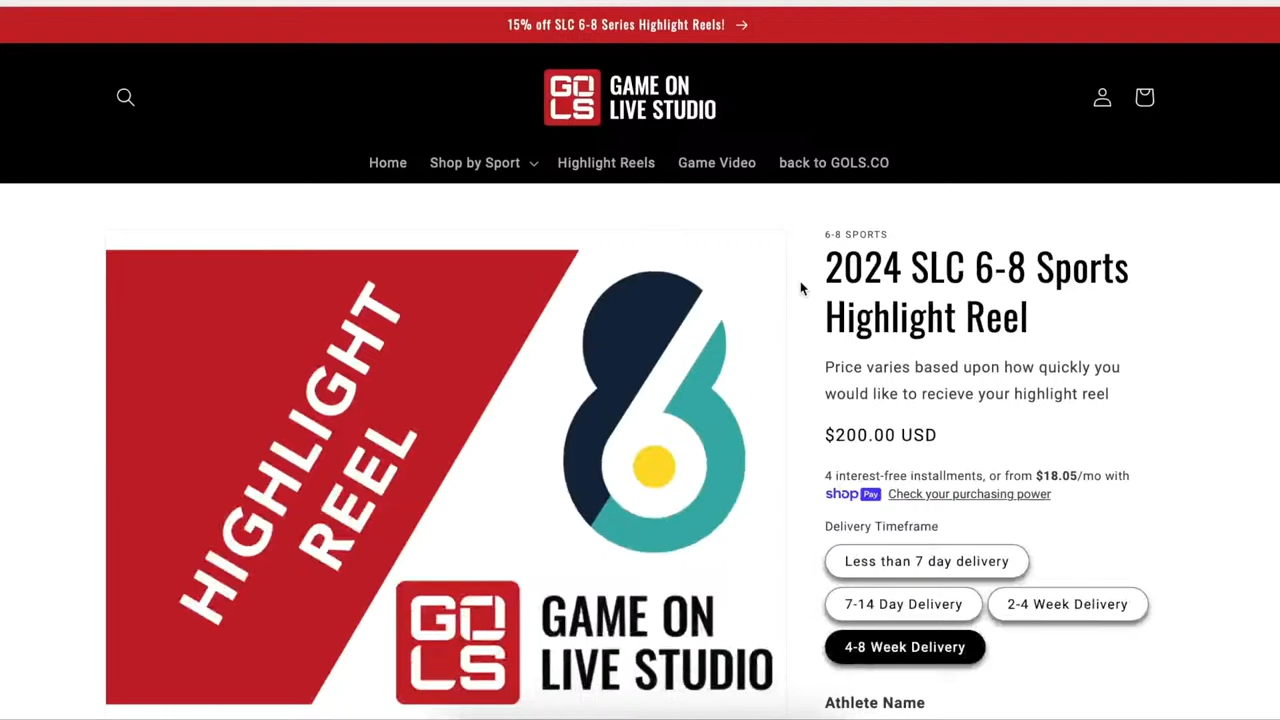 15% off SLC 6-8 Series Highlight Reels! →
GOLS GAME ON
LIVE STUDIO
Home Shop by Sport Highlight Reels Game Video back to GOLS.CO
HIGHLIGHT
REEL
GOLS GAME ON
LIVE STUDIO
6-8 SPORTS
2024 SLC 6-8 Sports
Highlight Reel
Price varies based upon how quickly you
would like to recieve your highlight reel
$200.00 USD
4 interest-free installments, or from $18.05/mo with
shop Pay Check your purchasing power
Delivery Timeframe
Less than 7 day delivery
7-14 Day Delivery 2-4 Week Delivery
4-8 Week Delivery
Athlete Name